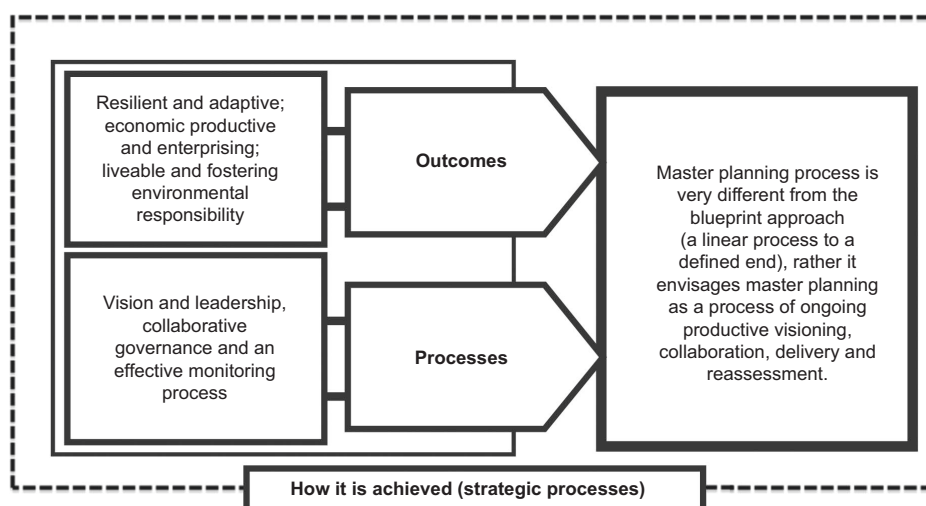 Resilient and adaptive;
economic productive
and enterprising;
liveable and fostering
environmental
responsibility
Outcomes
Vision and leadership,
collaborative
governance and an
effective monitoring
process
Processes
Master planning process is
very different from the
blueprint approach
(a linear process to a
defined end), rather it
envisages master planning
as a process of ongoing
productive visioning,
collaboration, delivery and
reassessment.
How it is achieved (strategic processes)